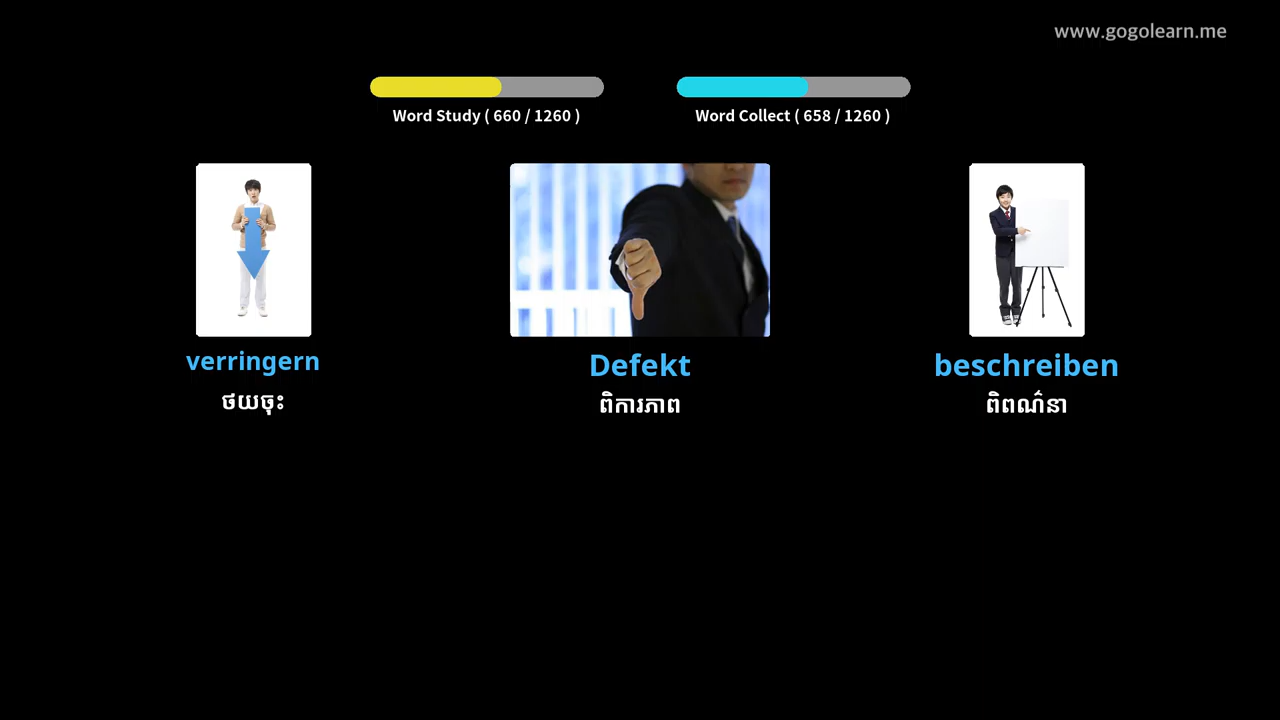 www.gogolearn.me
Word Study ( 660 / 1260 )
Word Collect ( 658 / 1260 )
verringern
Defekt
beschreiben
ថយចុះ
ពិការភាព
ពិពណ៌នា